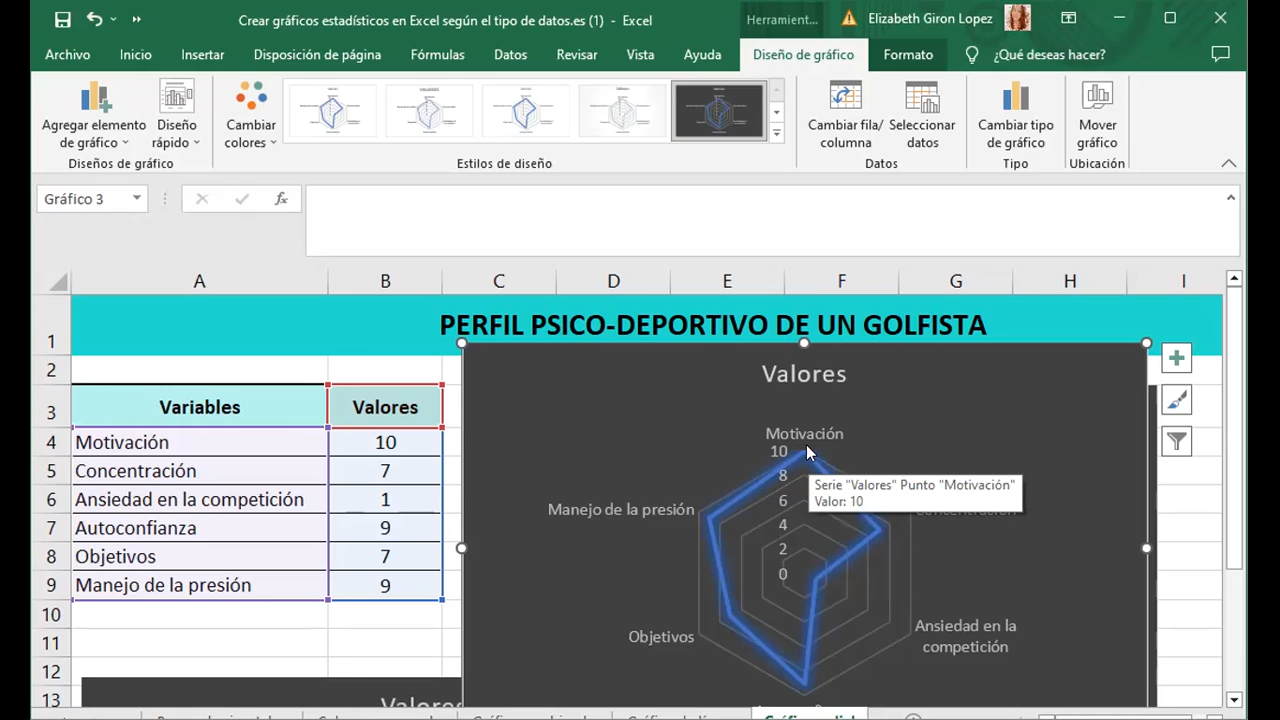 Crear gráficos estadísticos en Excel según el tipo de datos.es (1) - Excel
Herramient...
Elizabeth Giron Lopez
Archivo
Inicio
Insertar
Disposición de página
Fórmulas
Datos
Revisar
Vista
Ayuda
Diseño de gráfico
Formato
¿Qué deseas hacer?
Agregar elemento
de gráfico
Diseño
rápido
Cambiar
colores
Cambiar fila/
columna
Seleccionar
datos
Cambiar tipo
de gráfico
Mover
gráfico
Diseños de gráfico
Estilos de diseño
Datos
Tipo
Ubicación
Gráfico 3
fx
A B C D E F G H I
1 PERFIL PSICO-DEPORTIVO DE UN GOLFISTA
2
3 Variables Valores
4 Motivación 10
5 Concentración 7
6 Ansiedad en la competición 1
7 Autoconfianza 9
8 Objetivos 7
9 Manejo de la presión 9
10
11
12
13
Valores
Motivación
10
8
6
4
2
0
Serie "Valores" Punto "Motivación"
Valor: 10
Manejo de la presión
Objetivos
Ansiedad en la
competición